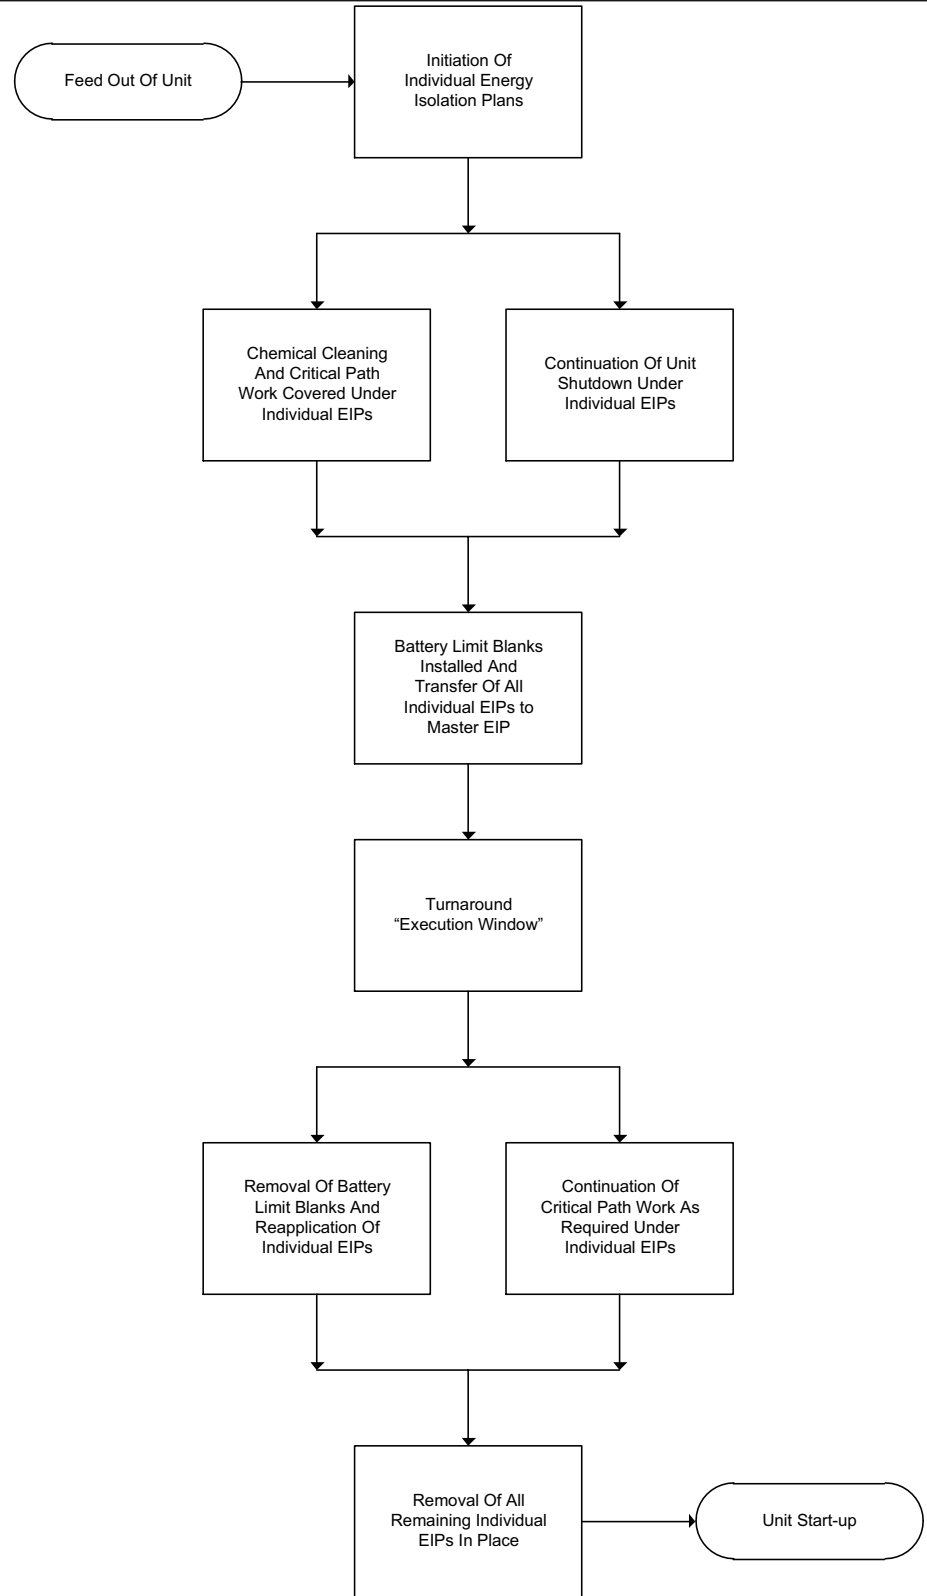 Feed Out Of Unit
Initiation Of
Individual Energy
Isolation Plans
Chemical Cleaning
And Critical Path
Work Covered Under
Individual EIPs
Continuation Of Unit
Shutdown Under
Individual EIPs
Battery Limit Blanks
Installed And
Transfer Of All
Individual EIPs to
Master EIP
Turnaround
“Execution Window”
Removal Of Battery
Limit Blanks And
Reapplication Of
Individual EIPs
Continuation Of
Critical Path Work As
Required Under
Individual EIPs
Removal Of All
Remaining Individual
EIPs In Place
Unit Start-up